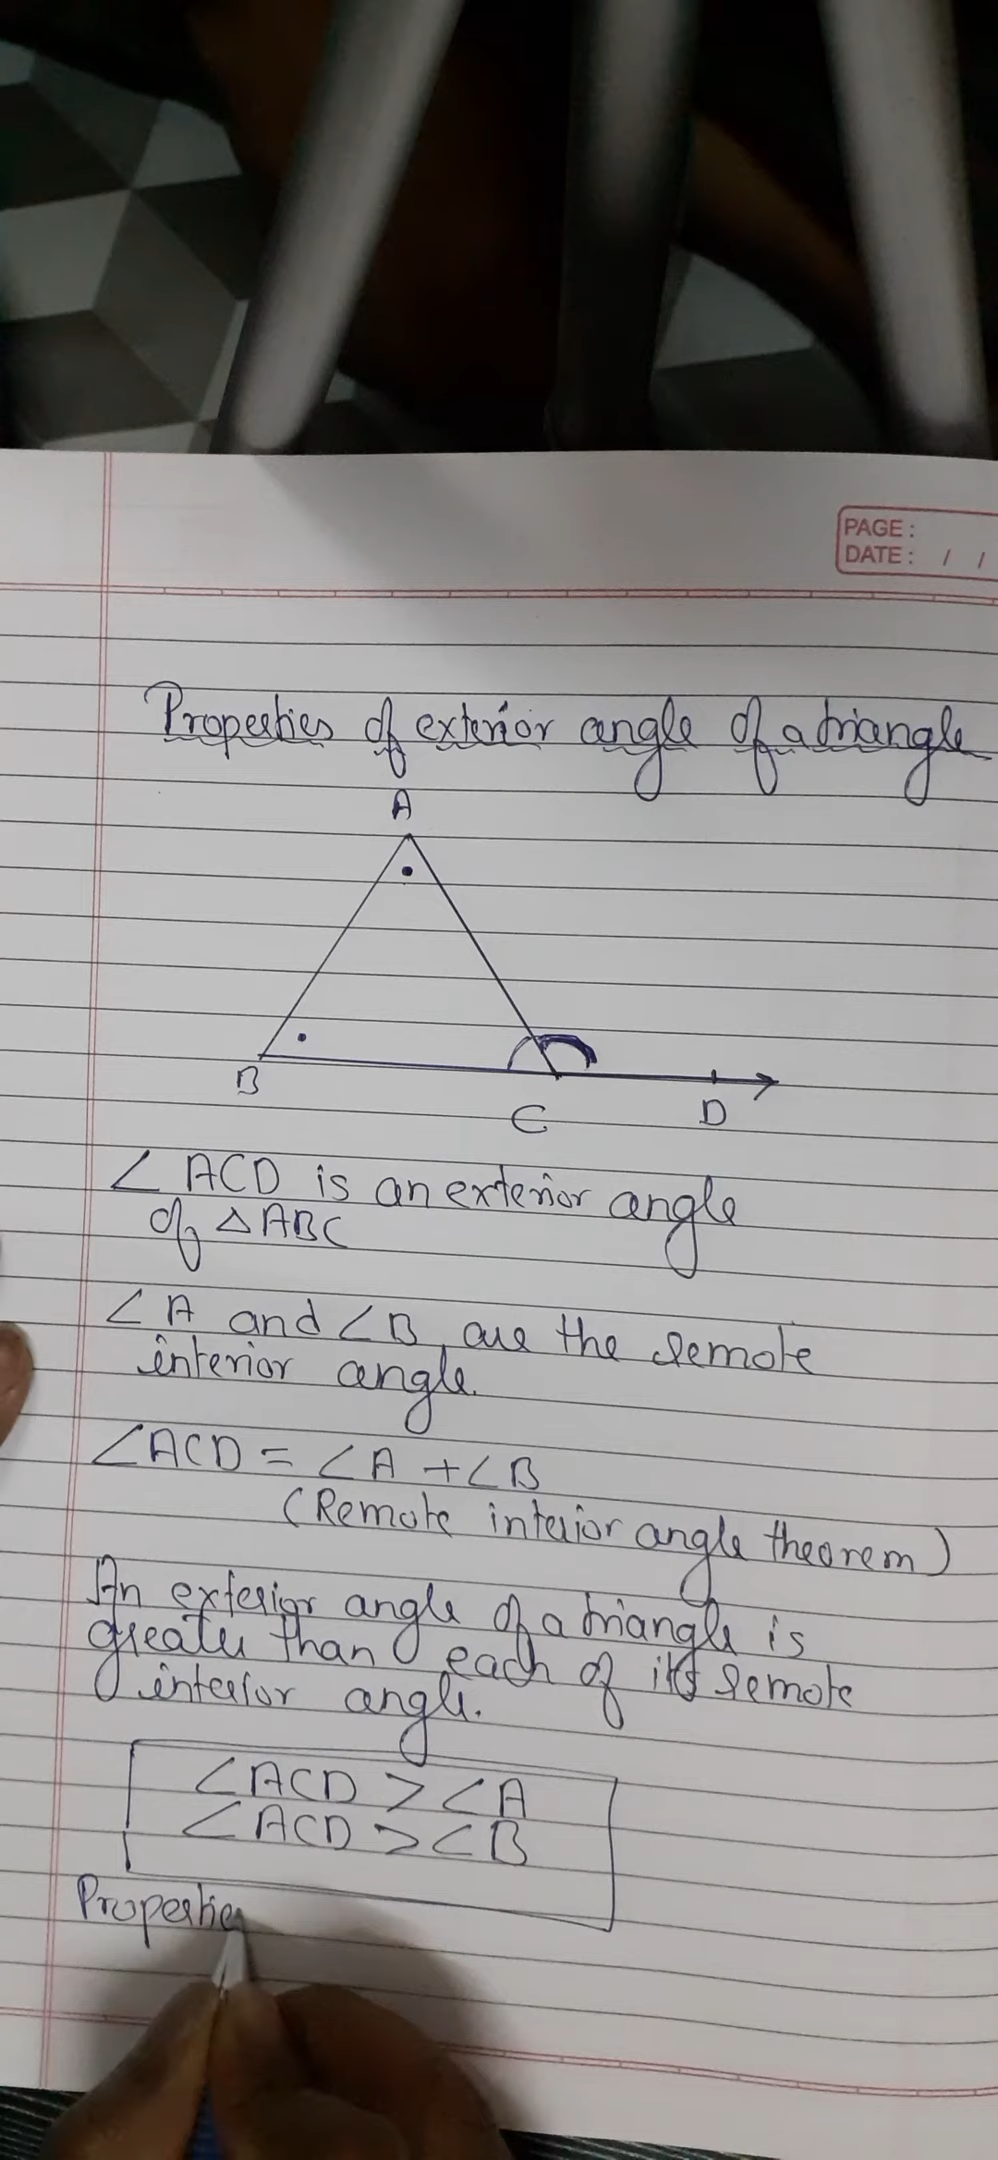 PAGE :
DATE : / /
Properties of exterior angle of a triangle
A
B
C
D
∠ ACD is an exterior angle
of △ABC
∠A and ∠B are the remote
interior angle.
∠ACD = ∠A + ∠B
(Remote interior angle theorem)
An exterior angle of a triangle is
greater than each of its remote
interior angle.
∠ACD > ∠A
∠ACD > ∠B
Propertie